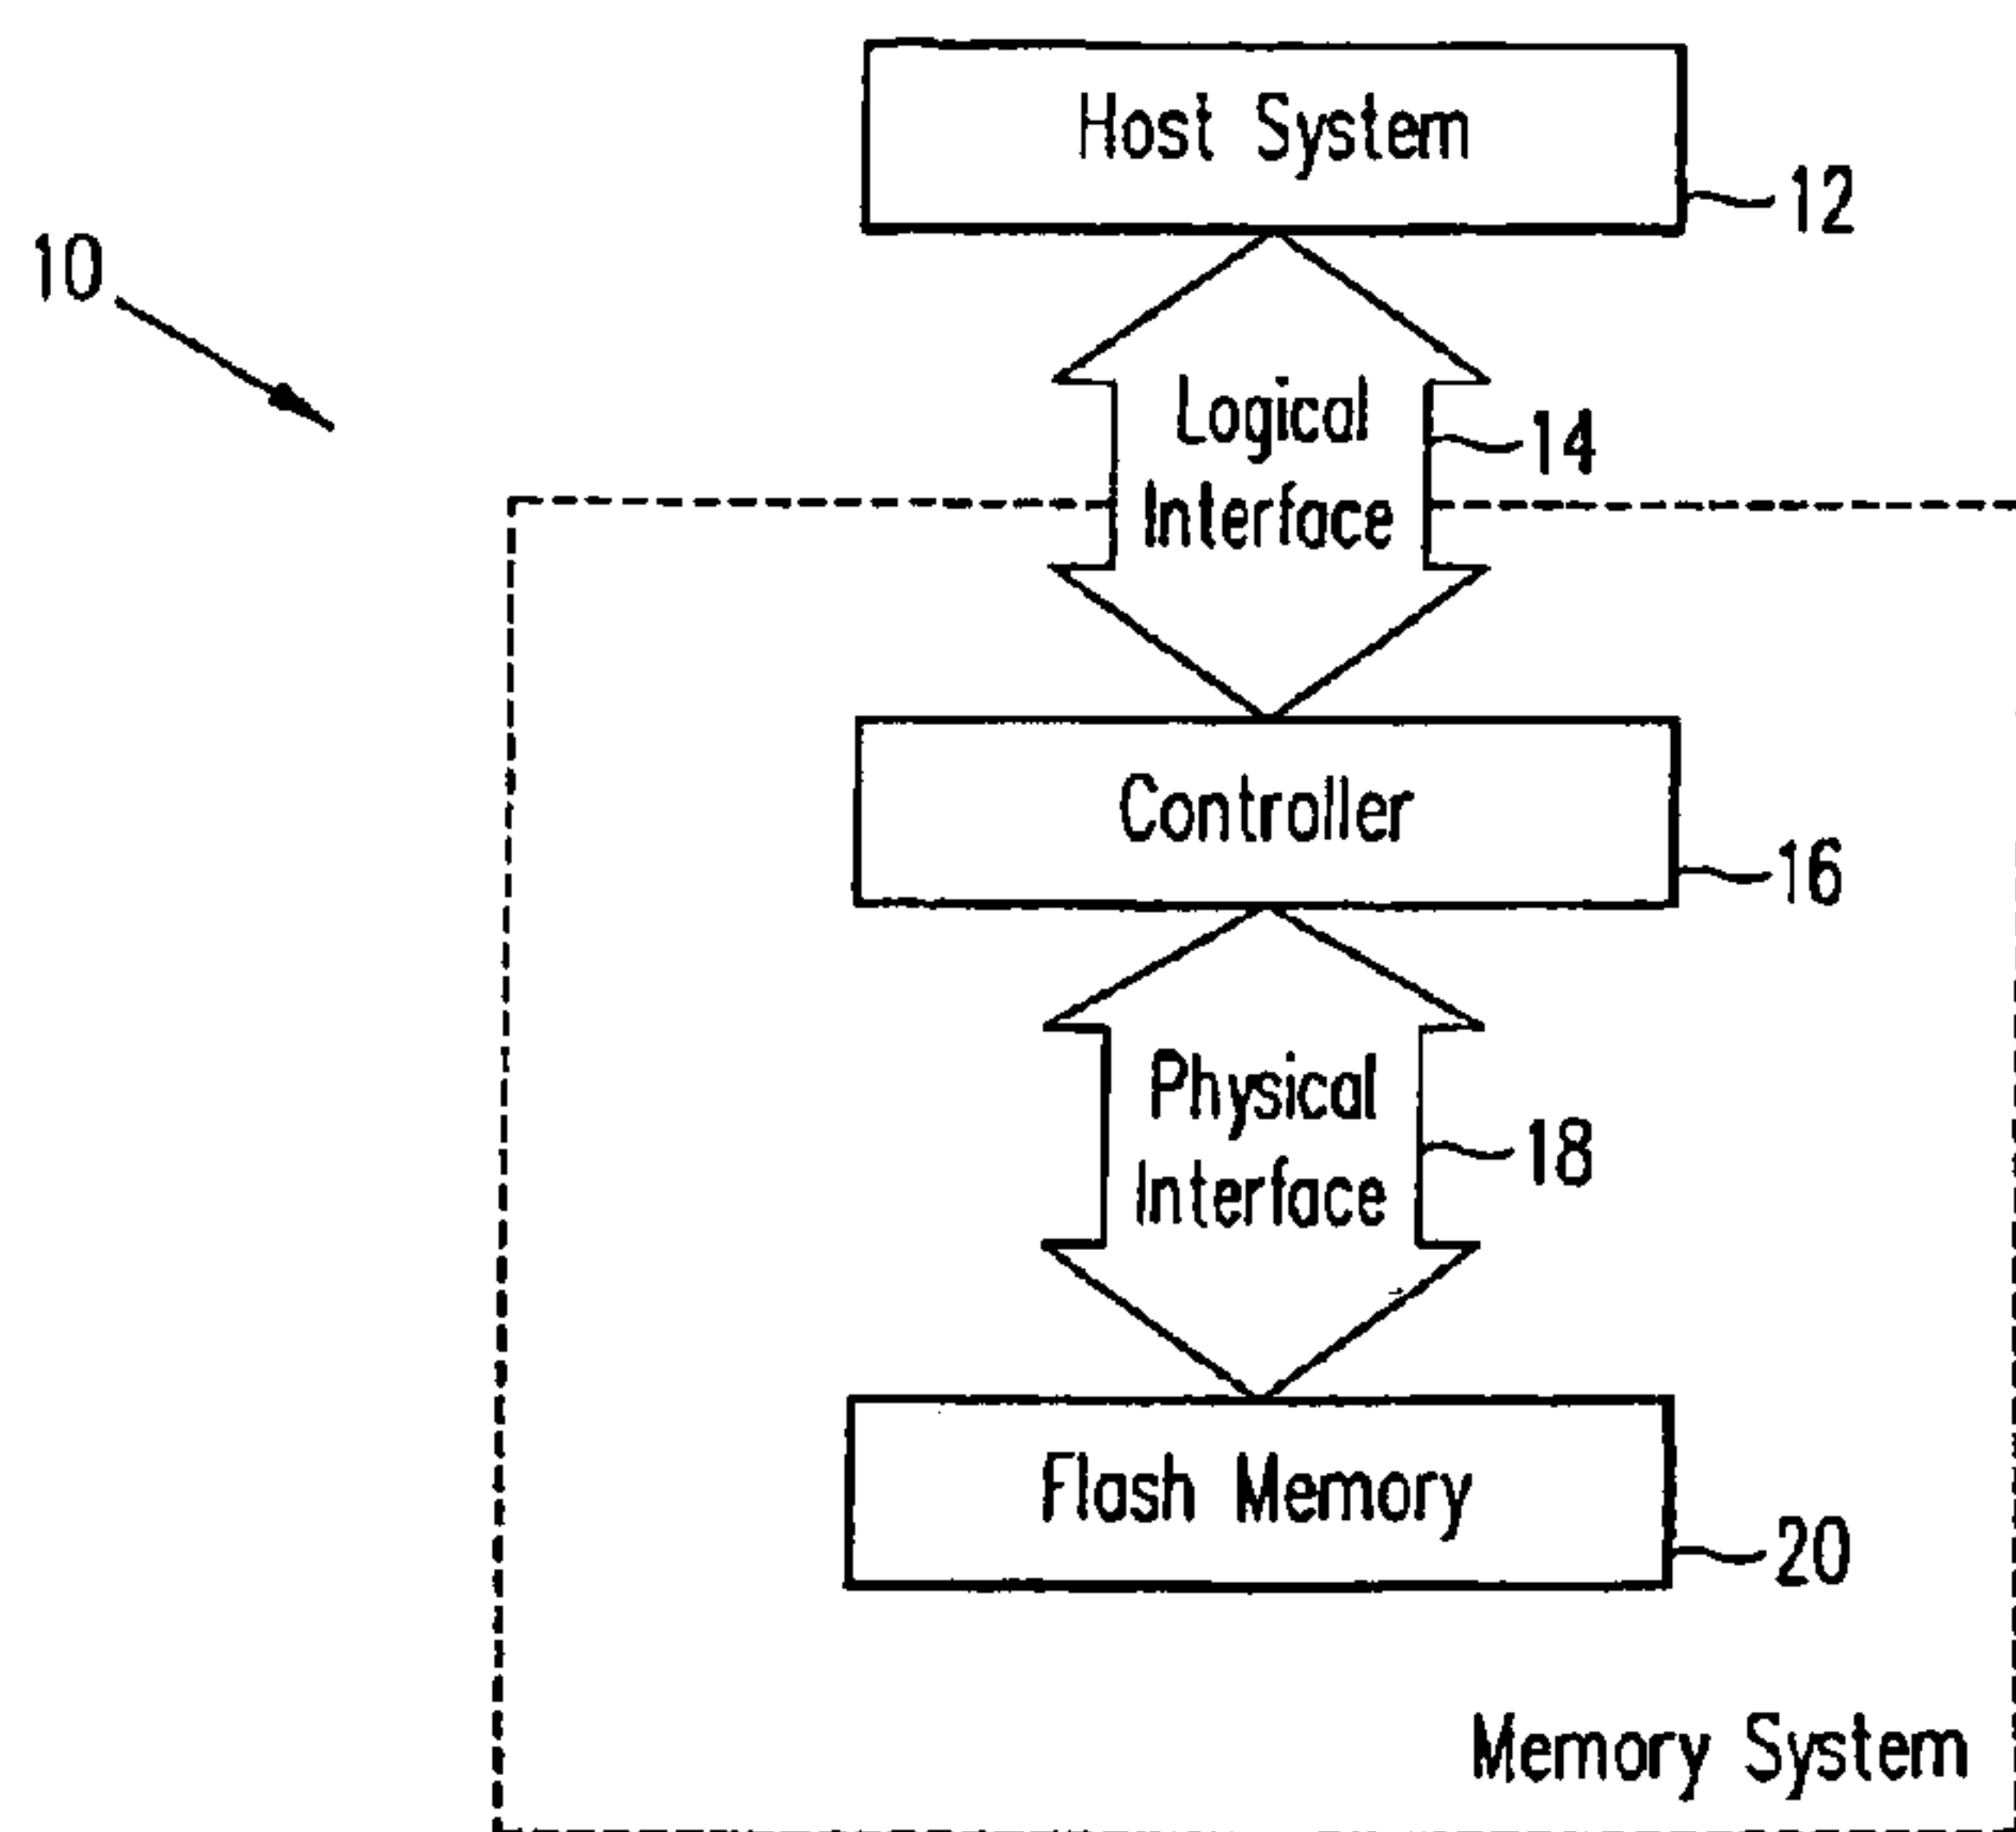 Host System
12
10
Logical
Interface
14
Controller
16
Physical
Interface
18
Flash Memory
20
Memory System